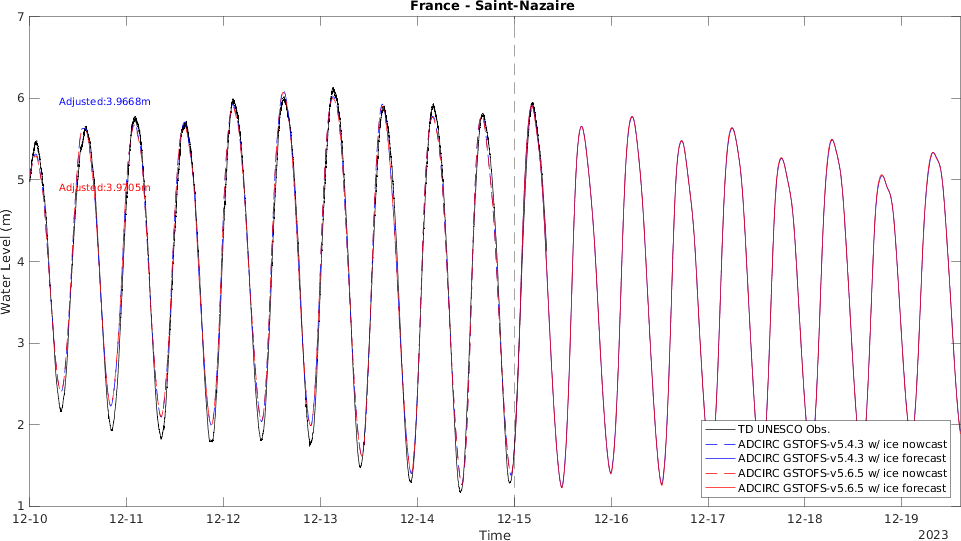 France - Saint-Nazaire
7
6
5
4
3
2
1
Water Level (m)
Adjusted:3.9668m
Adjusted:3.9705m
TD UNESCO Obs.
ADCIRC GSTOFS-v5.4.3 w/ ice nowcast
ADCIRC GSTOFS-v5.4.3 w/ ice forecast
ADCIRC GSTOFS-v5.6.5 w/ ice nowcast
ADCIRC GSTOFS-v5.6.5 w/ ice forecast
12-10 12-11 12-12 12-13 12-14 12-15 12-16 12-17 12-18 12-19
Time
2023